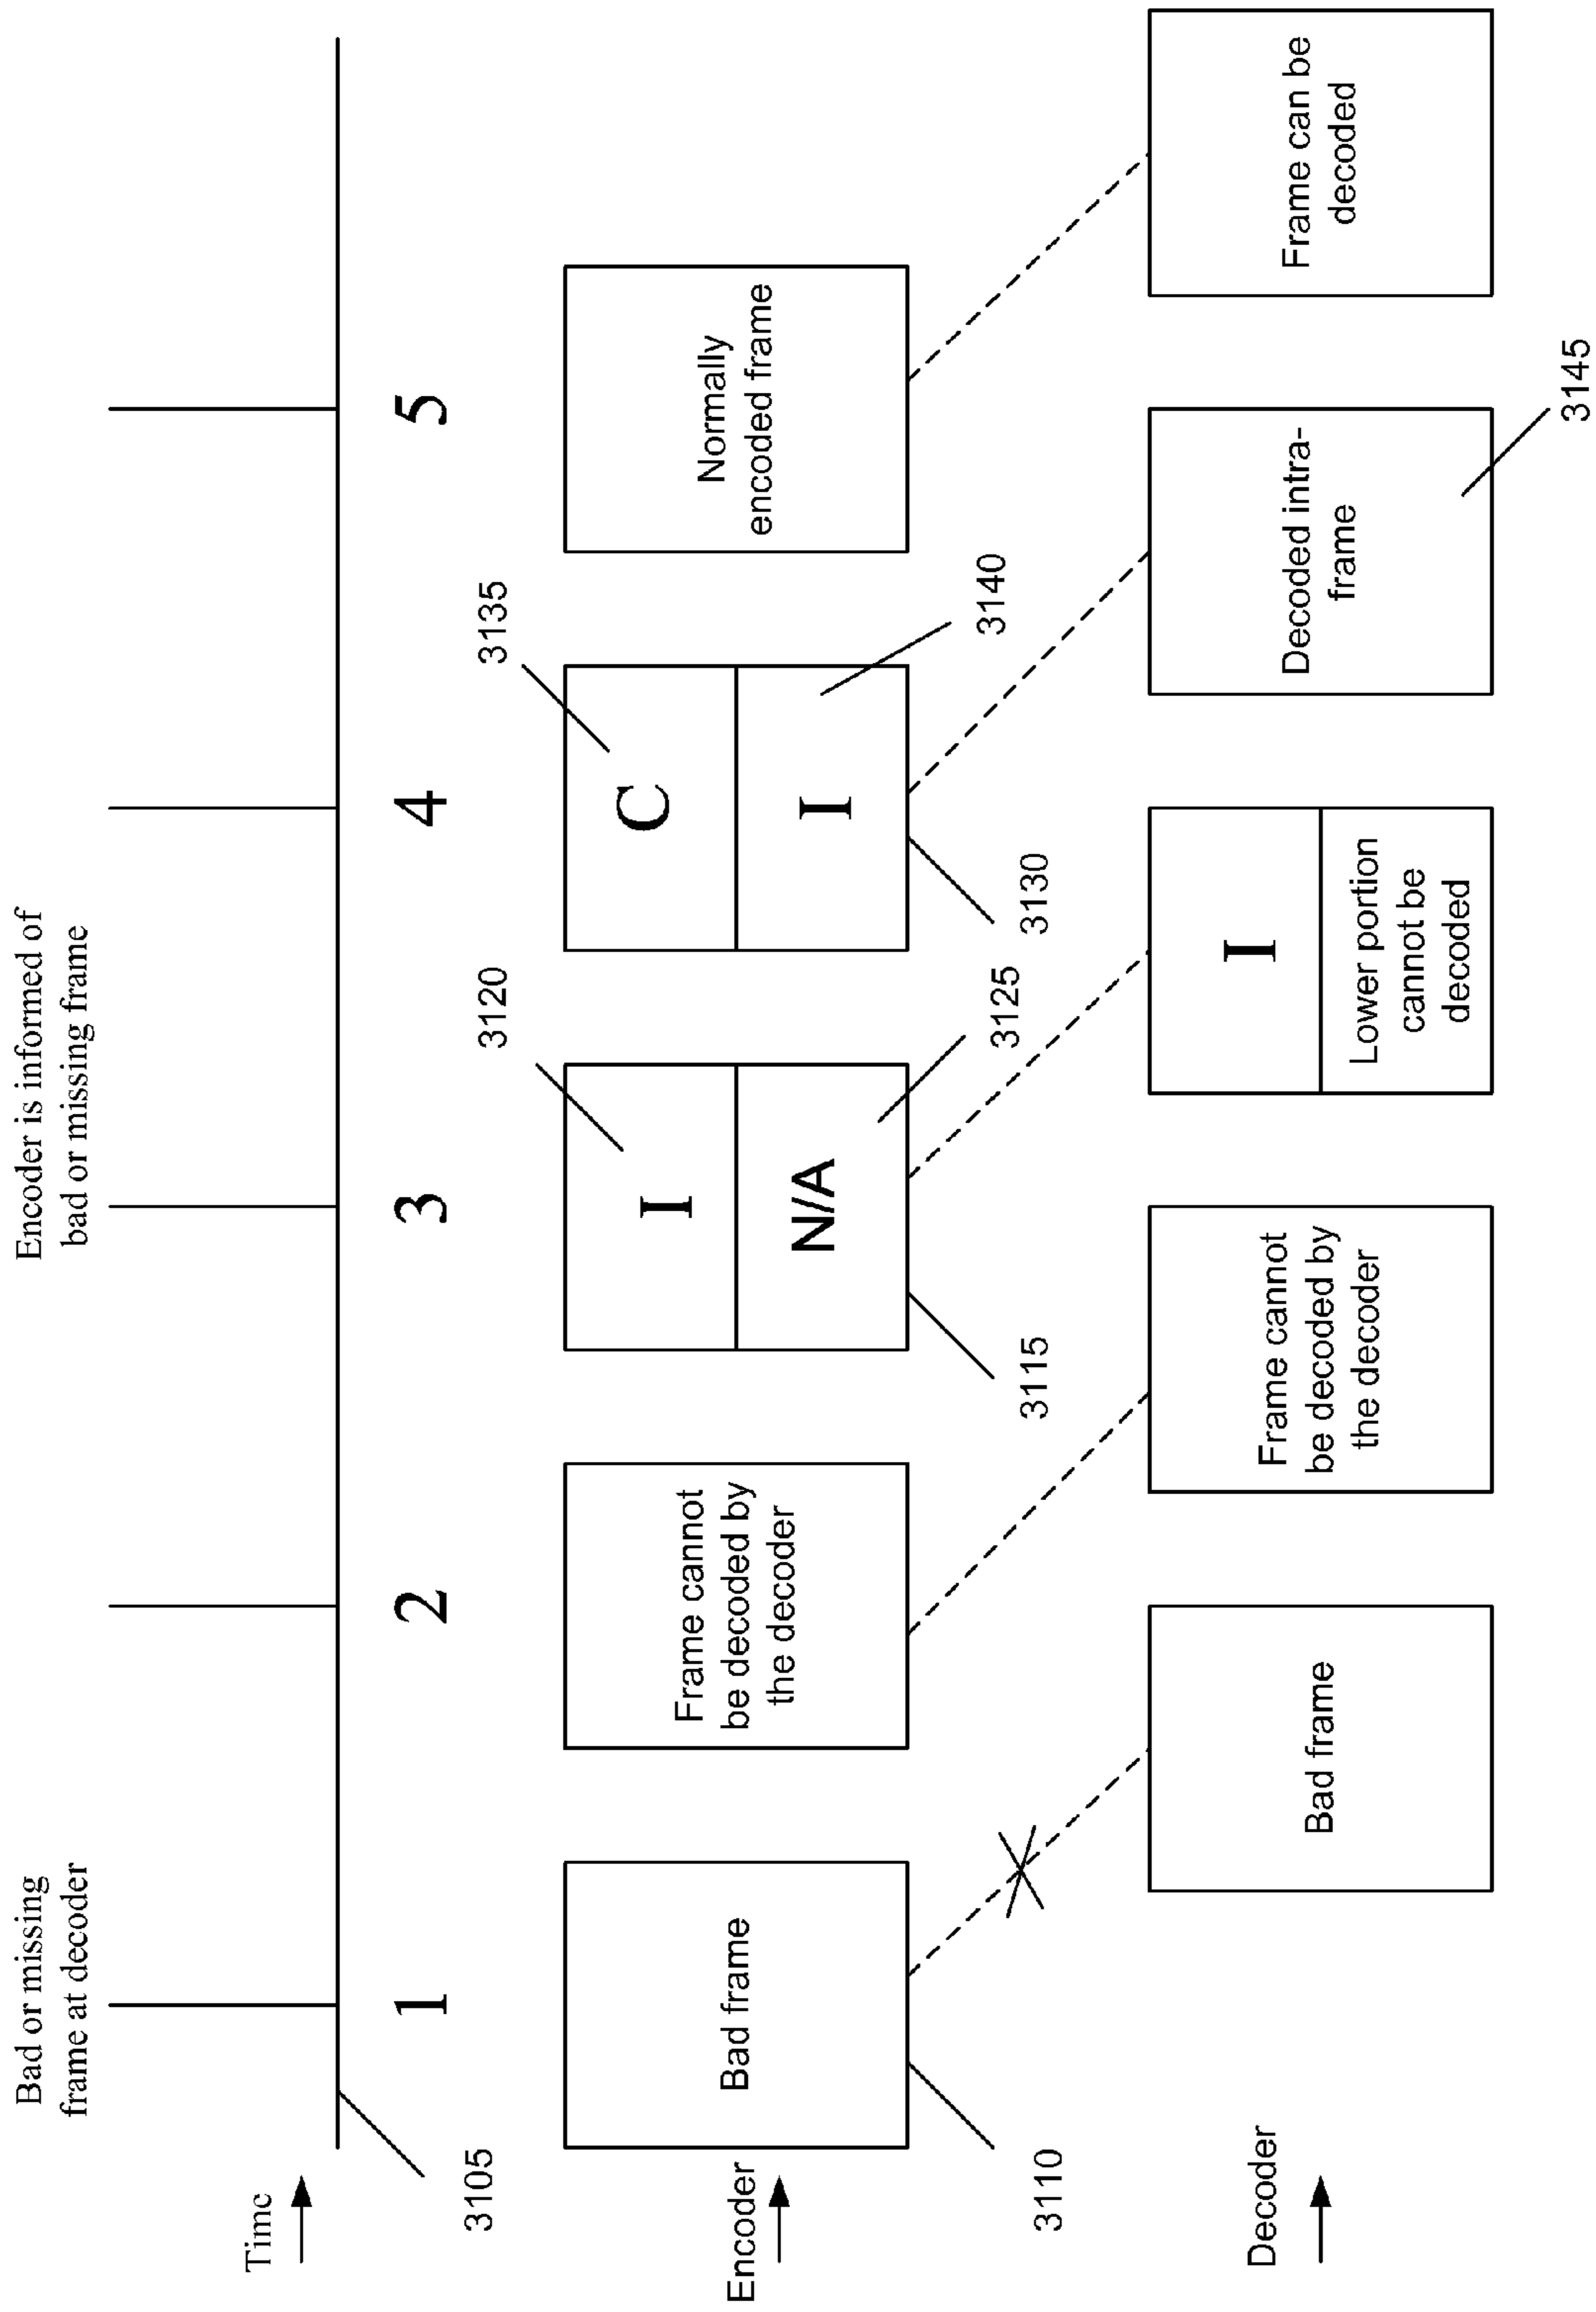 Bad or missing
frame at decoder
Encoder is informed of
bad or missing frame
Time
3105
1
2
3
4
5
Encoder
Bad frame
3110
Frame cannot
be decoded by
the decoder
3120
I
N/A
3125
3115
3135
C
I
3140
3130
Normally
encoded frame
Decoder
Bad frame
Frame cannot
be decoded by
the decoder
I
Lower portion
cannot be
decoded
Decoded intra-
frame
3145
Frame can be
decoded